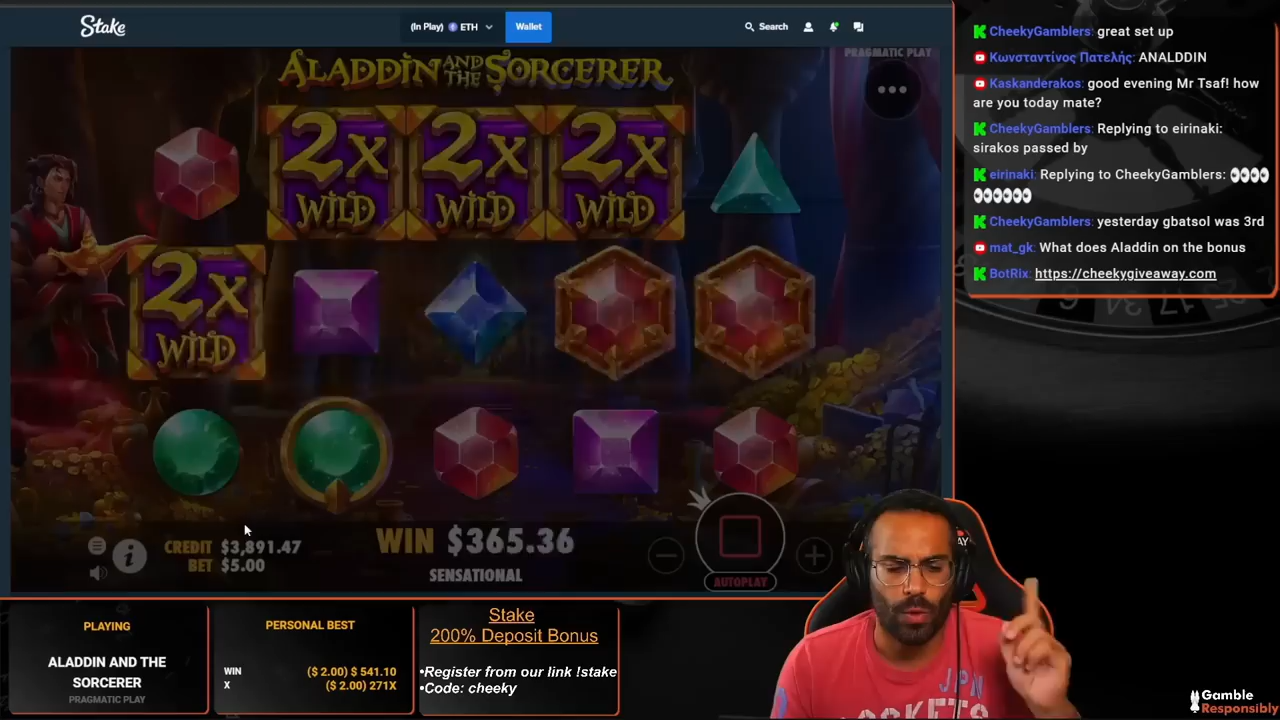 Stake
(In Play) ETH
Wallet
Search
PRAGMATIC PLAY
ALADDIN AND THE SORCERER
2X WILD
2X WILD
2X WILD
2X WILD
CREDIT $3,891.47
BET $5.00
WIN $365.36
SENSATIONAL
AUTOPLAY
CheekyGamblers: great set up
Κωνσταντίνος Πατελής: ANALDDIN
Kaskanderakos: good evening Mr Tsaf! how
are you today mate?
CheekyGamblers: Replying to eirinaki:
sirakos passed by
eirinaki: Replying to CheekyGamblers: 👀👀
👀👀👀
CheekyGamblers: yesterday gbatsol was 3rd
mat_gk: What does Aladdin on the bonus
BotRix: https://cheekygiveaway.com
PLAYING
ALADDIN AND THE
SORCERER
PRAGMATIC PLAY
PERSONAL BEST
WIN ($ 2.00) $ 541.10
X ($ 2.00) 271X
Stake
200% Deposit Bonus
•Register from our link !stake
•Code: cheeky
Gamble
Responsibly